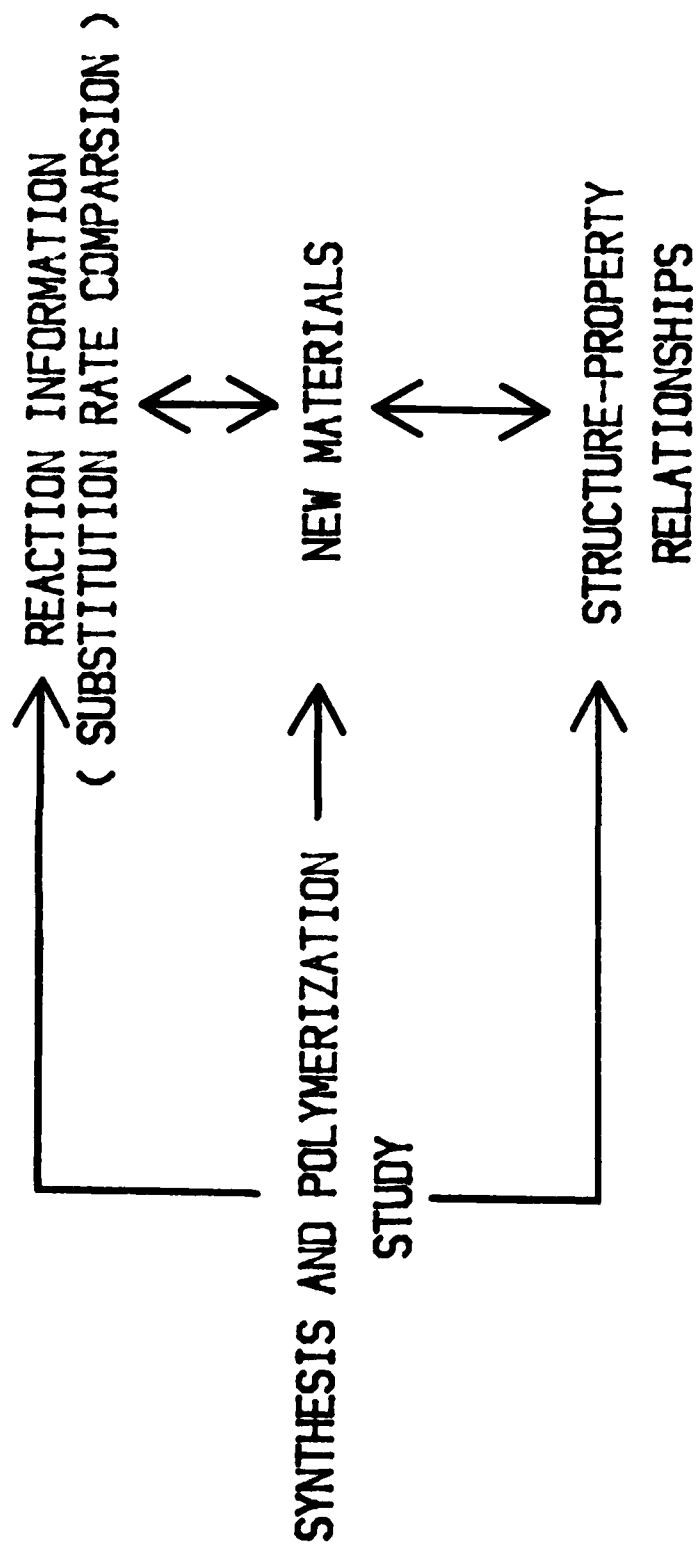 REACTION INFORMATION
( SUBSTITUTION RATE COMPARSION )
SYNTHESIS AND POLYMERIZATION
STUDY
NEW MATERIALS
STRUCTURE-PROPERTY
RELATIONSHIPS